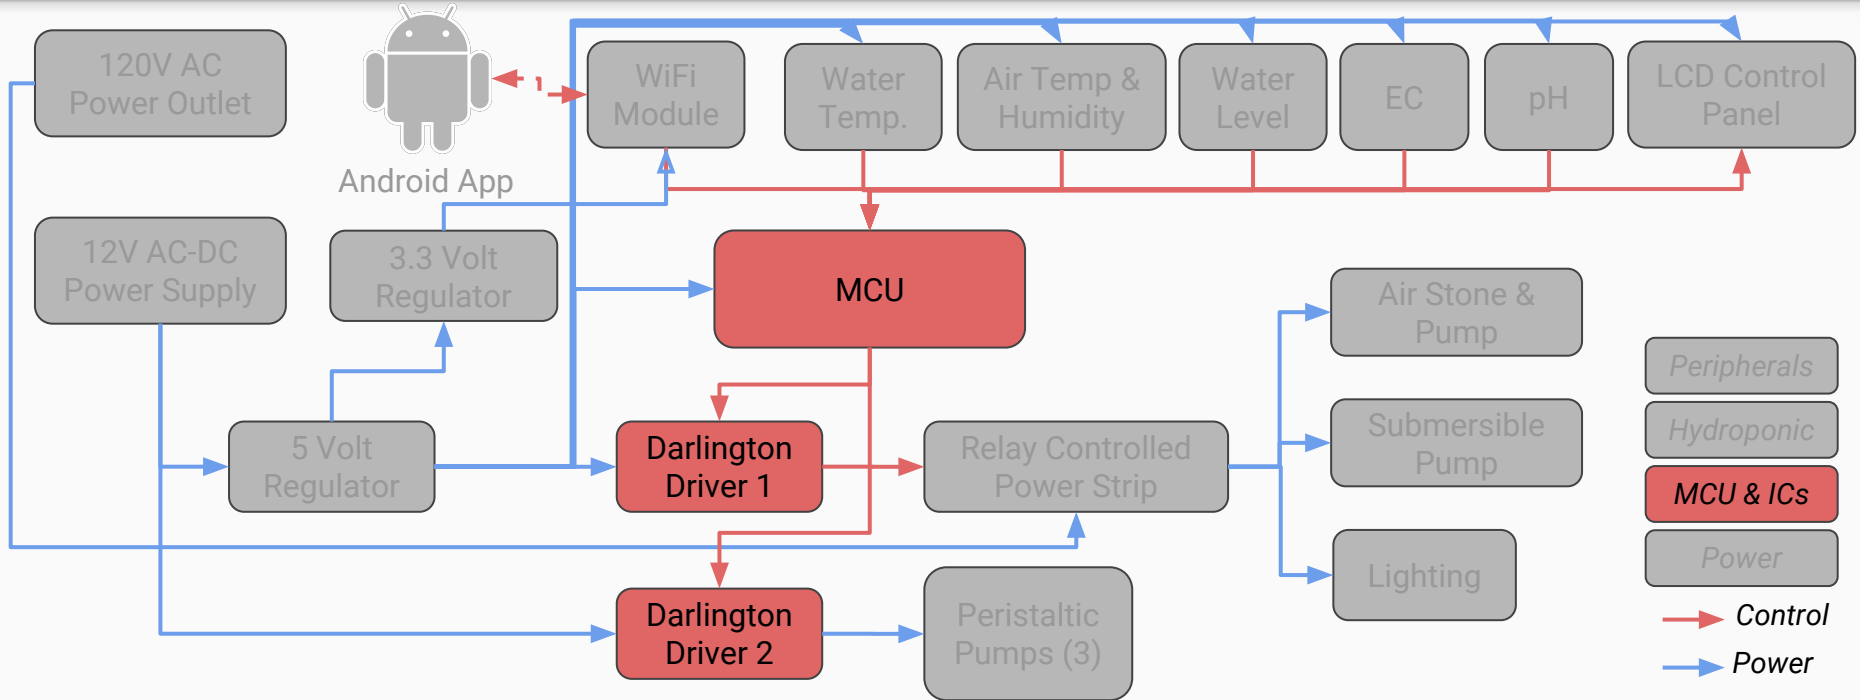 120V AC
Power Outlet
Android App
WiFi
Module
Water
Temp.
Air Temp &
Humidity
Water
Level
EC
pH
LCD Control
Panel
12V AC-DC
Power Supply
3.3 Volt
Regulator
MCU
Air Stone &
Pump
5 Volt
Regulator
Darlington
Driver 1
Relay Controlled
Power Strip
Submersible
Pump
Lighting
Darlington
Driver 2
Peristaltic
Pumps (3)
Peripherals
Hydroponic
MCU & ICs
Power
Control
Power